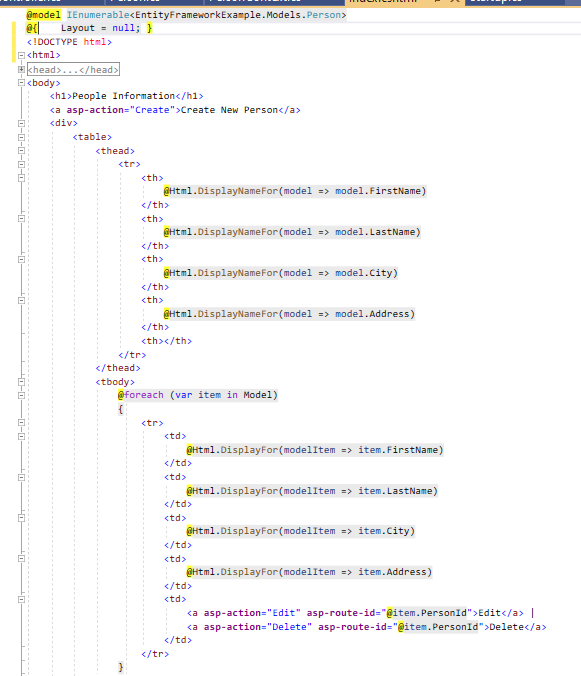 @model IEnumerable<EntityFrameworkExample.Models.Person>
@{    Layout = null; }
<!DOCTYPE html>
<html>
<head>...</head>
<body>
<h1>People Information</h1>
<a asp-action="Create">Create New Person</a>
<div>
<table>
<thead>
<tr>
<th>
@Html.DisplayNameFor(model => model.FirstName)
</th>
<th>
@Html.DisplayNameFor(model => model.LastName)
</th>
<th>
@Html.DisplayNameFor(model => model.City)
</th>
<th>
@Html.DisplayNameFor(model => model.Address)
</th>
<th></th>
</tr>
</thead>
<tbody>
@foreach (var item in Model)
{
<tr>
<td>
@Html.DisplayFor(modelItem => item.FirstName)
</td>
<td>
@Html.DisplayFor(modelItem => item.LastName)
</td>
<td>
@Html.DisplayFor(modelItem => item.City)
</td>
<td>
@Html.DisplayFor(modelItem => item.Address)
</td>
<td>
<a asp-action="Edit" asp-route-id="@item.PersonId">Edit</a> |
<a asp-action="Delete" asp-route-id="@item.PersonId">Delete</a>
</td>
</tr>
}